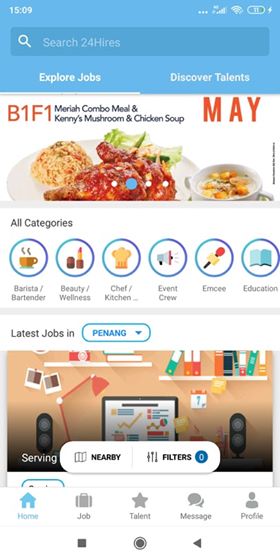 15:09
11
Search 24Hires
Explore Jobs
Discover Talents
B1F1
Meriah Combo Meal &
Kenny's Mushroom & Chicken Soup
MAY
All Categories
Barista /
Bartender
Beauty /
Wellness
Chef /
Kitchen ...
Event
Crew
Emcee
Education
Latest Jobs in
PENANG
Serving
NEARBY
FILTERS
0
Home
Job
Talent
Message
Profile